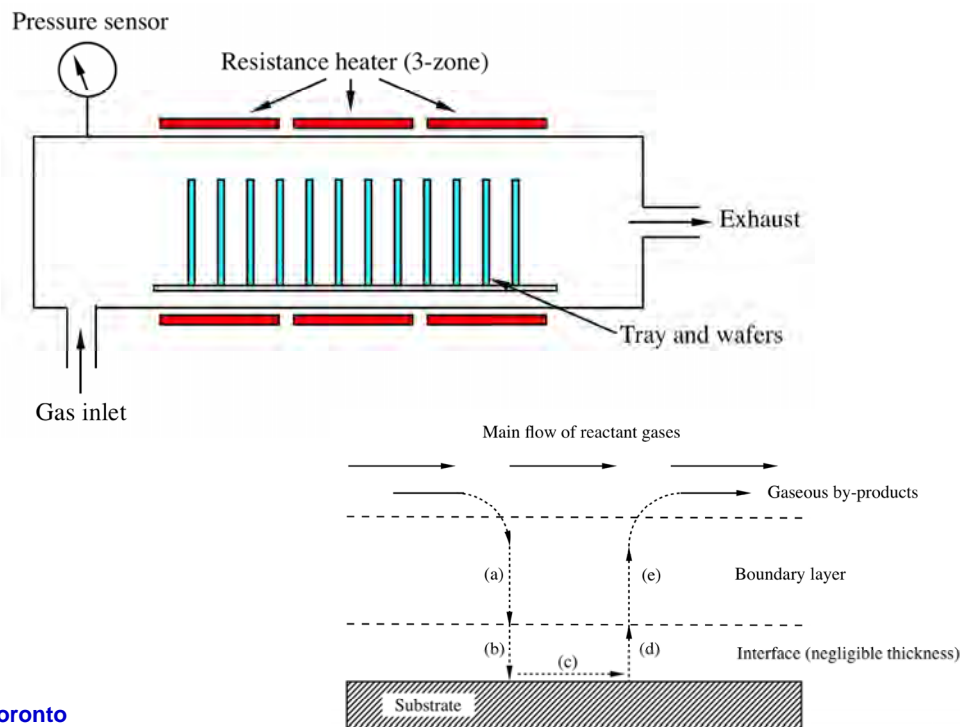 Pressure sensor
Resistance heater (3-zone)
Exhaust
Tray and wafers
Gas inlet
Main flow of reactant gases
Gaseous by-products
(a)
(e)
Boundary layer
(b)
(c)
(d)
Interface (negligible thickness)
Substrate
oronto